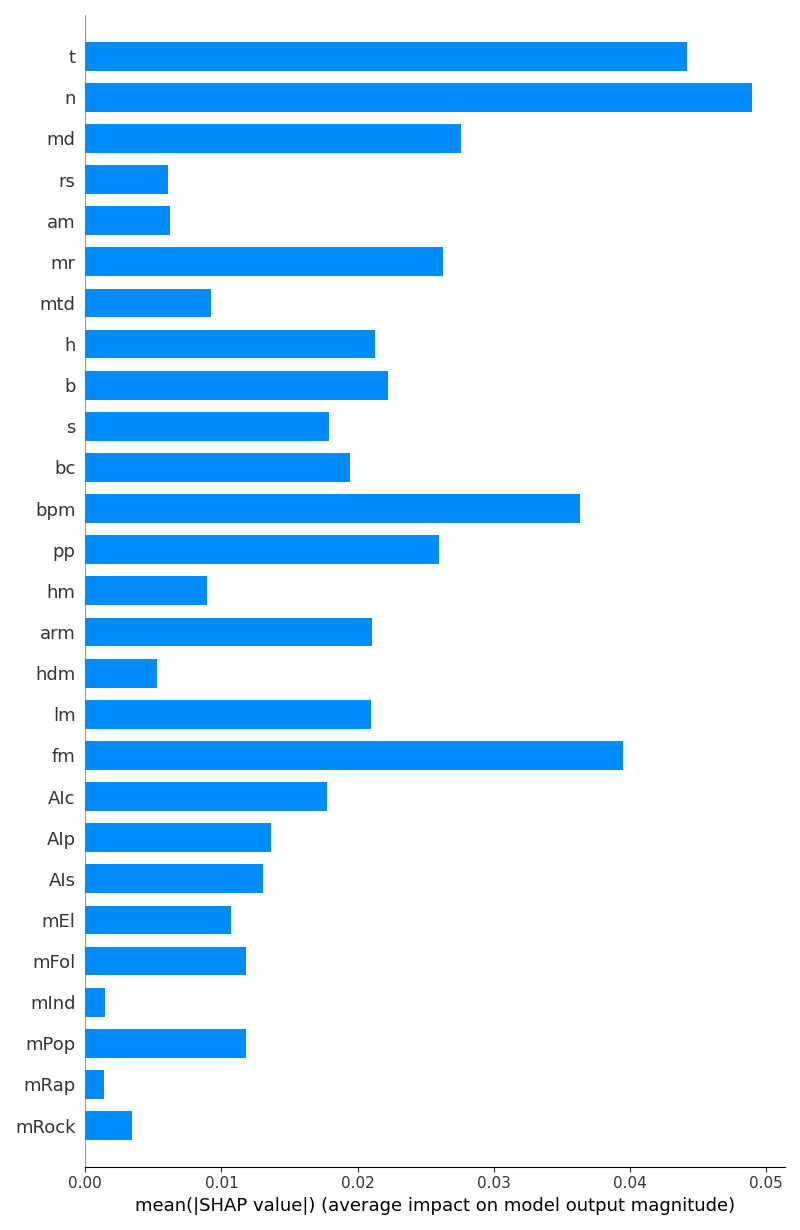 t
n
md
rs
am
mr
mtd
h
b
s
bc
bpm
pp
hm
arm
hdm
lm
fm
AIc
AIp
AIs
mEl
mFol
mInd
mPop
mRap
mRock
0.00 0.01 0.02 0.03 0.04 0.05
mean(|SHAP value|) (average impact on model output magnitude)